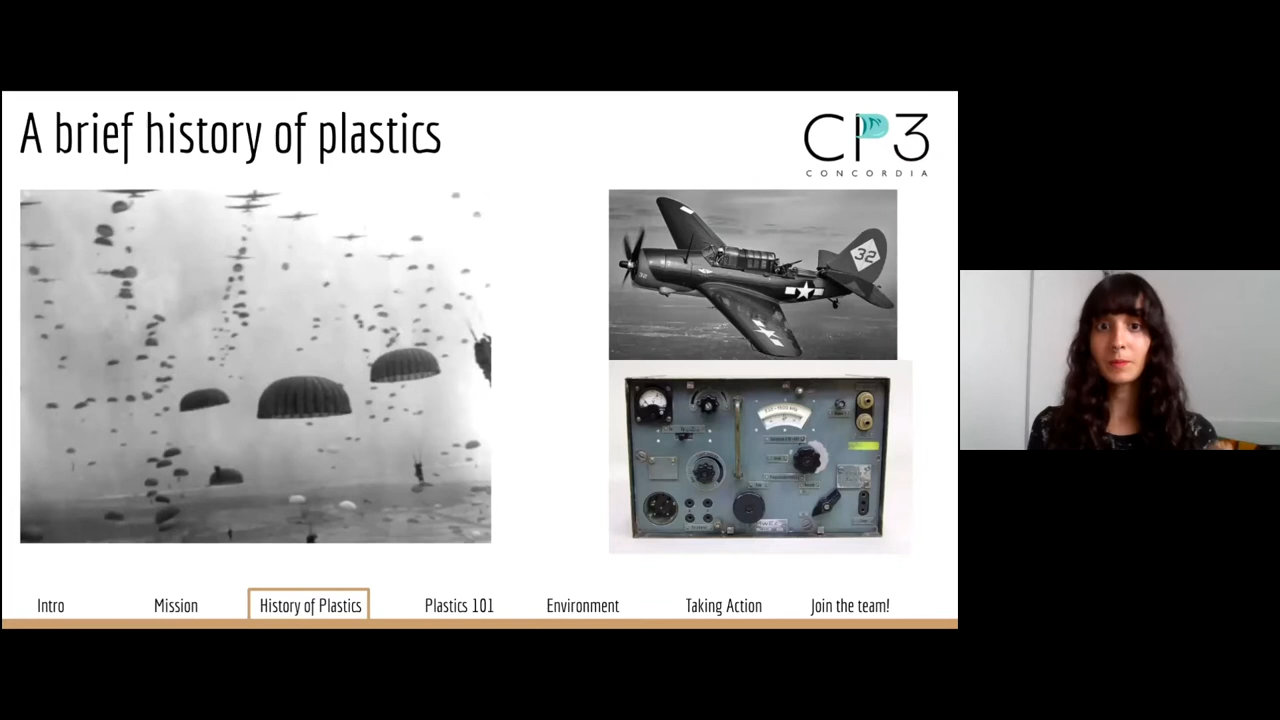 A brief history of plastics
CP3
CONCORDIA
32
Intro
Mission
History of Plastics
Plastics 101
Environment
Taking Action
Join the team!